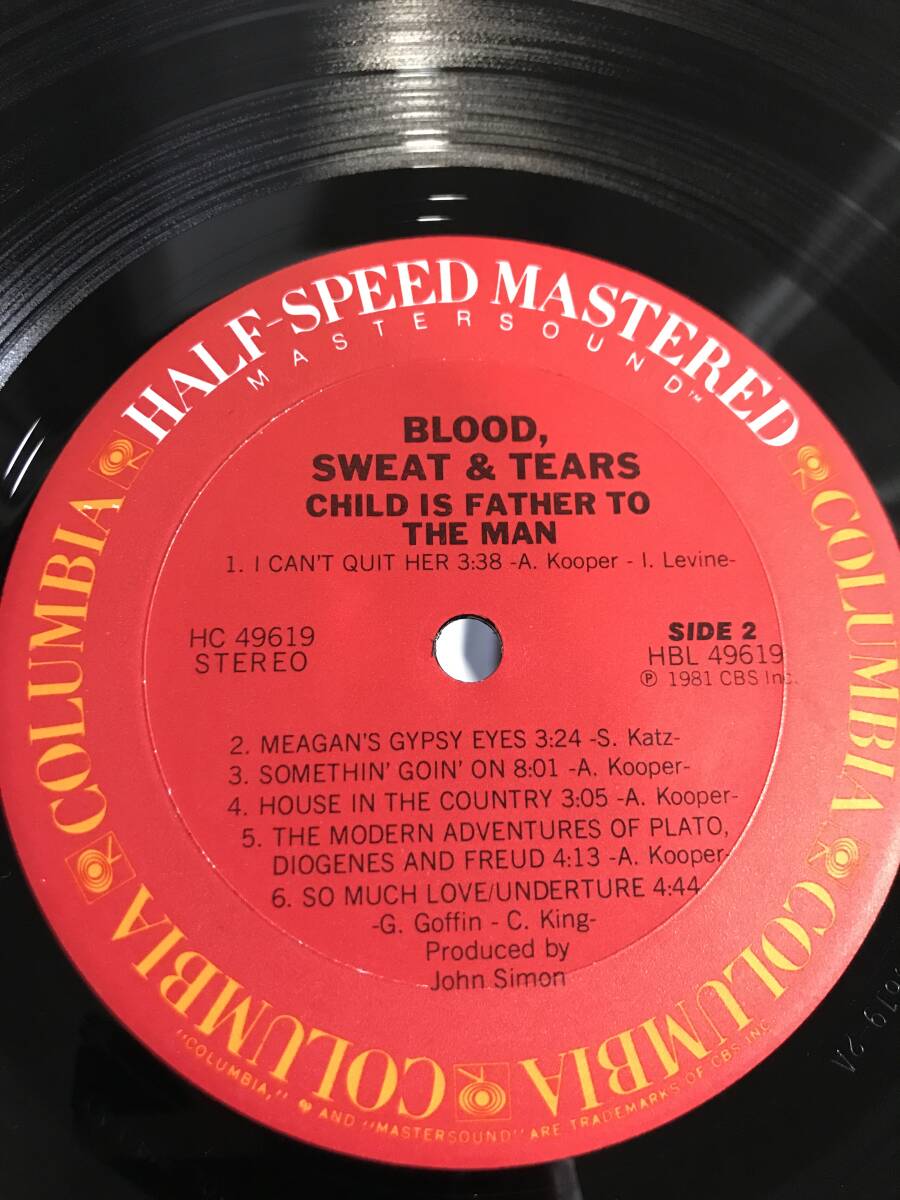 HALF-SPEED MASTERED
MASTERSOUND™
BLOOD,
SWEAT & TEARS
CHILD IS FATHER TO
THE MAN
1. I CAN'T QUIT HER 3:38 -A. Kooper - I. Levine-
HC 49619
STEREO
SIDE 2
HBL 49619
℗ 1981 CBS Inc.
2. MEAGAN'S GYPSY EYES 3:24 -S. Katz-
3. SOMETHIN' GOIN' ON 8:01 -A. Kooper-
4. HOUSE IN THE COUNTRY 3:05 -A. Kooper-
5. THE MODERN ADVENTURES OF PLATO,
DIOGENES AND FREUD 4:13 -A. Kooper-
6. SO MUCH LOVE/UNDERTURE 4:44
-G. Goffin - C. King-
Produced by
John Simon
COLUMBIA
COLUMBIA
COLUMBIA
COLUMBIA
COLUMBIA
COLUMBIA
"COLUMBIA," AND "MASTERSOUND" ARE TRADEMARKS OF CBS INC